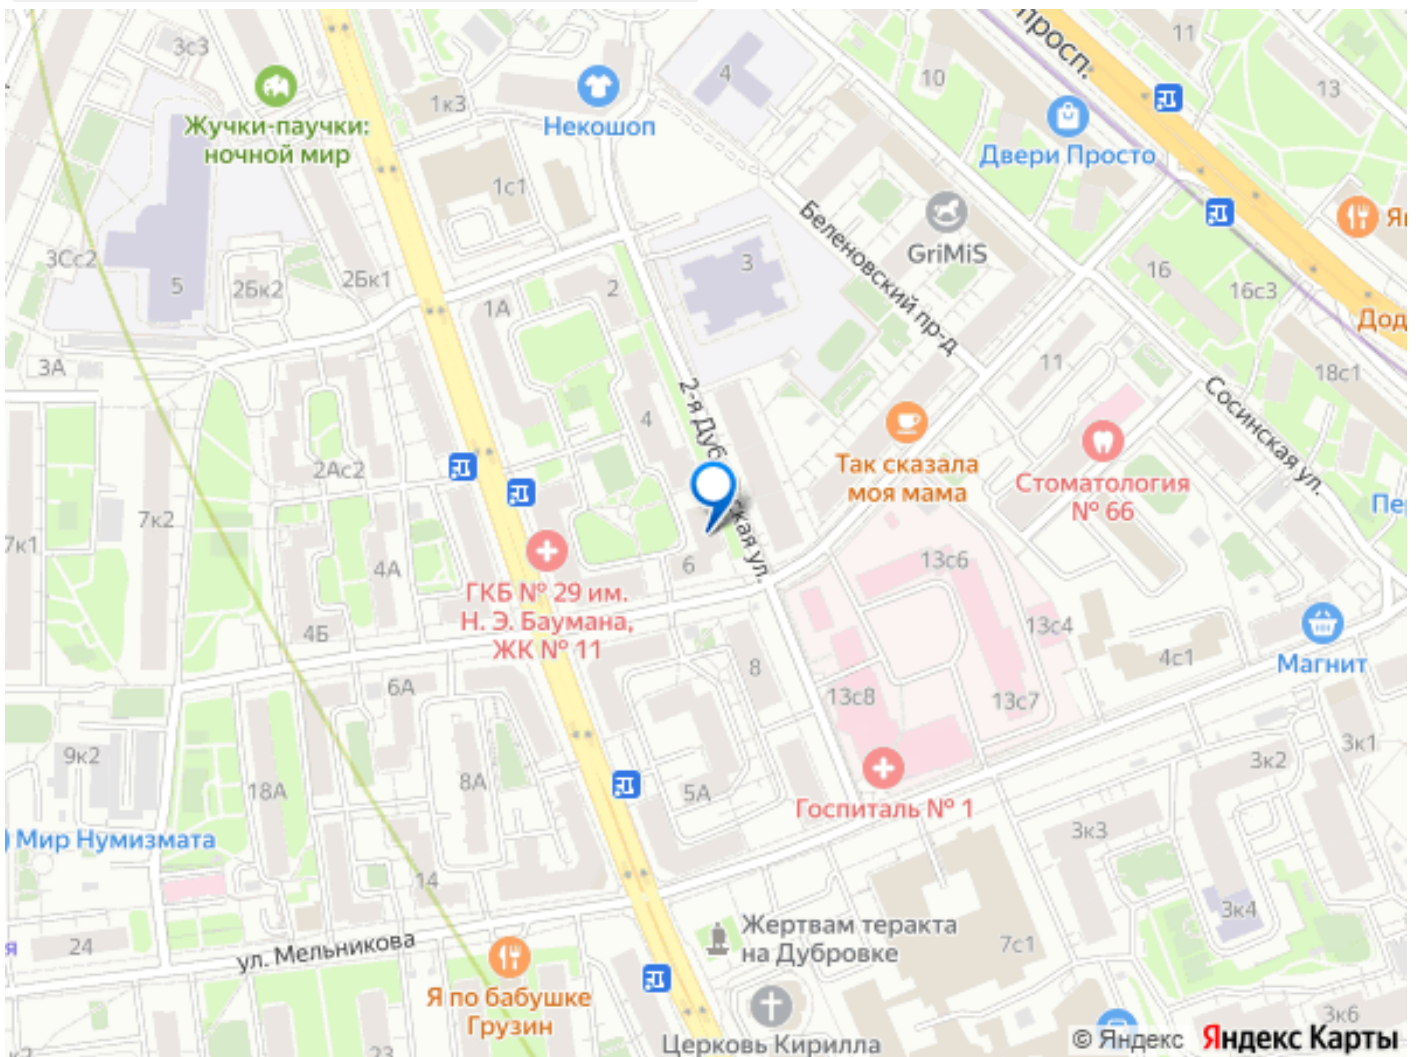 просп.
11
3с3
4
10
13
1к3
Жучки-паучки:
ночной мир
Некошоп
Двери Просто
1с1
Беленовский пр-д
GriMiS
Яг
3Сс2
5
2Бк2
2Бк1
2
3
16
16с3
1А
Дод
3А
11
18с1
2-я Дуб
ская ул.
4
Сосинская ул.
2Ас2
Так сказала
моя мама
Стоматология
№ 66
Пер
7к2
7к1
4А
6
13с6
ГКБ № 29 им.
Н. Э. Баумана,
ЖК № 11
4Б
13с4
4с1
Магнит
8
6А
13с8
13с7
9к2
18А
8А
5А
3к2
3к1
Госпиталь № 1
Мир Нумизмата
3к3
14
3к4
я
24
ул. Мельникова
Жертвам теракта
на Дубровке
7с1
Я по бабушке
Грузин
3к6
23
Церковь Кирилла
© Яндекс Яндекс Карты